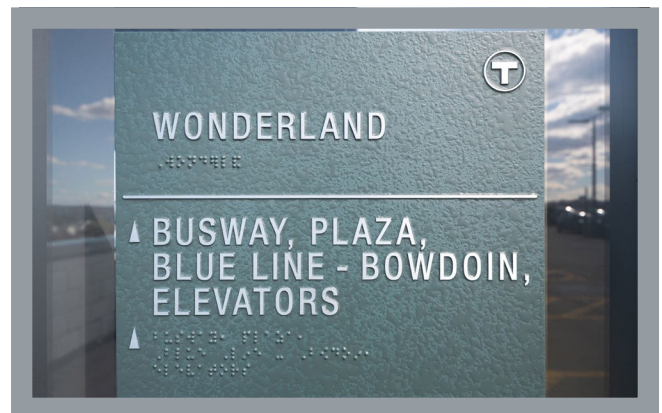 T
WONDERLAND
BUSWAY, PLAZA,
BLUE LINE - BOWDOIN,
ELEVATORS